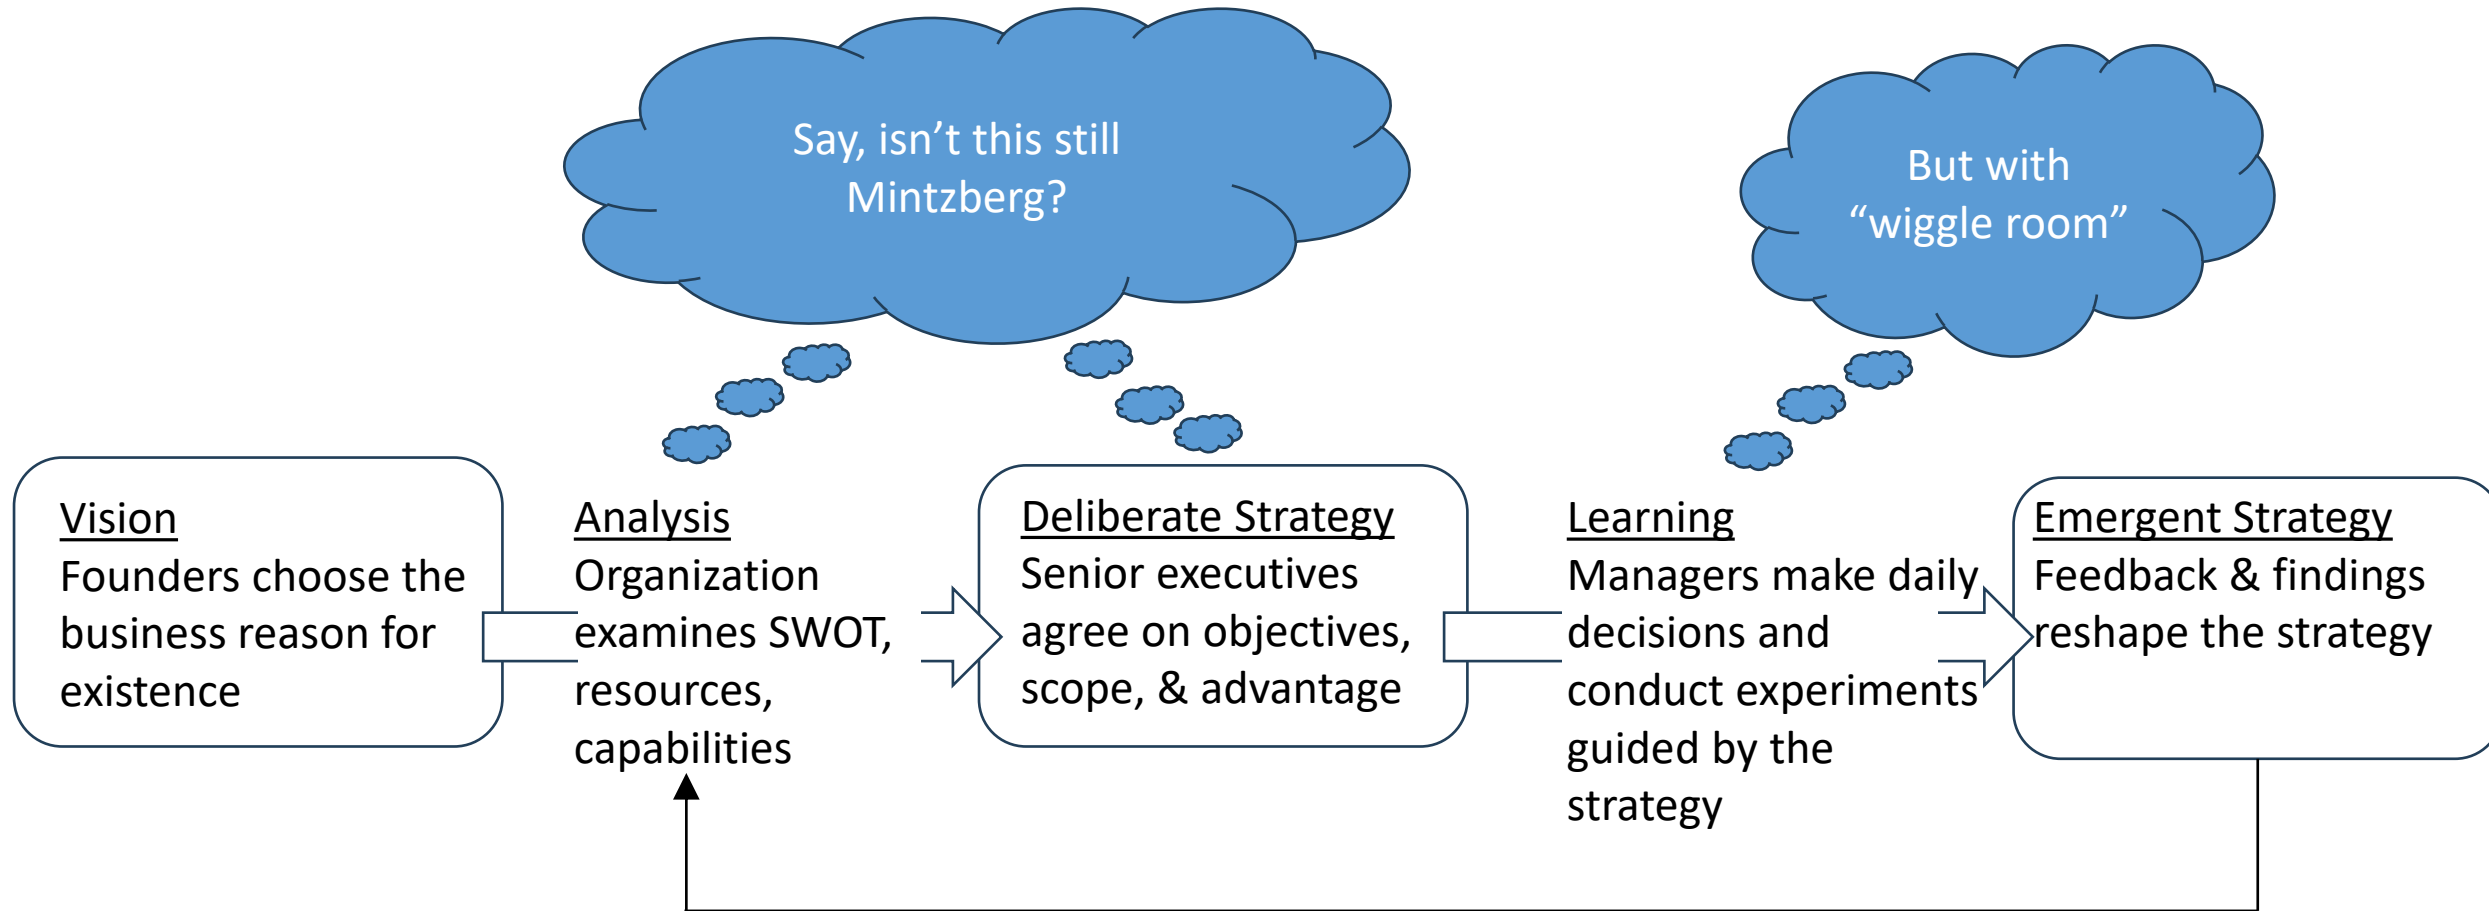 Say, isn’t this still
Mintzberg?
But with
“wiggle room”
Vision
Founders choose the
business reason for
existence
Analysis
Organization
examines SWOT,
resources,
capabilities
Deliberate Strategy
Senior executives
agree on objectives,
scope, & advantage
Learning
Managers make daily
decisions and
conduct experiments
guided by the
strategy
Emergent Strategy
Feedback & findings
reshape the strategy